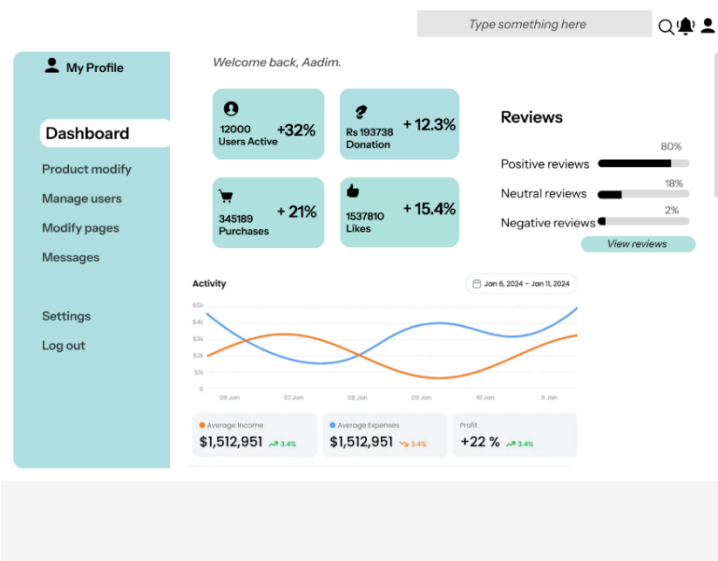 Type something here
My Profile
Dashboard
Product modify
Manage users
Modify pages
Messages
Settings
Log out
Welcome back, Aadim.
12000
Users Active
+32%
Rs 193738
Donation
+ 12.3%
345189
Purchases
+ 21%
1537810
Likes
+ 15.4%
Reviews
80%
Positive reviews
18%
Neutral reviews
2%
Negative reviews
View reviews
Activity
Jan 6, 2024 – Jan 11, 2024
$5k
$4k
$3k
$2k
$1k
0
06 Jan
07 Jan
08 Jan
09 Jan
10 Jan
11 Jan
Average Income
$1,512,951
3.4%
Average Expenses
$1,512,951
3.4%
Profit
+22 %
3.4%